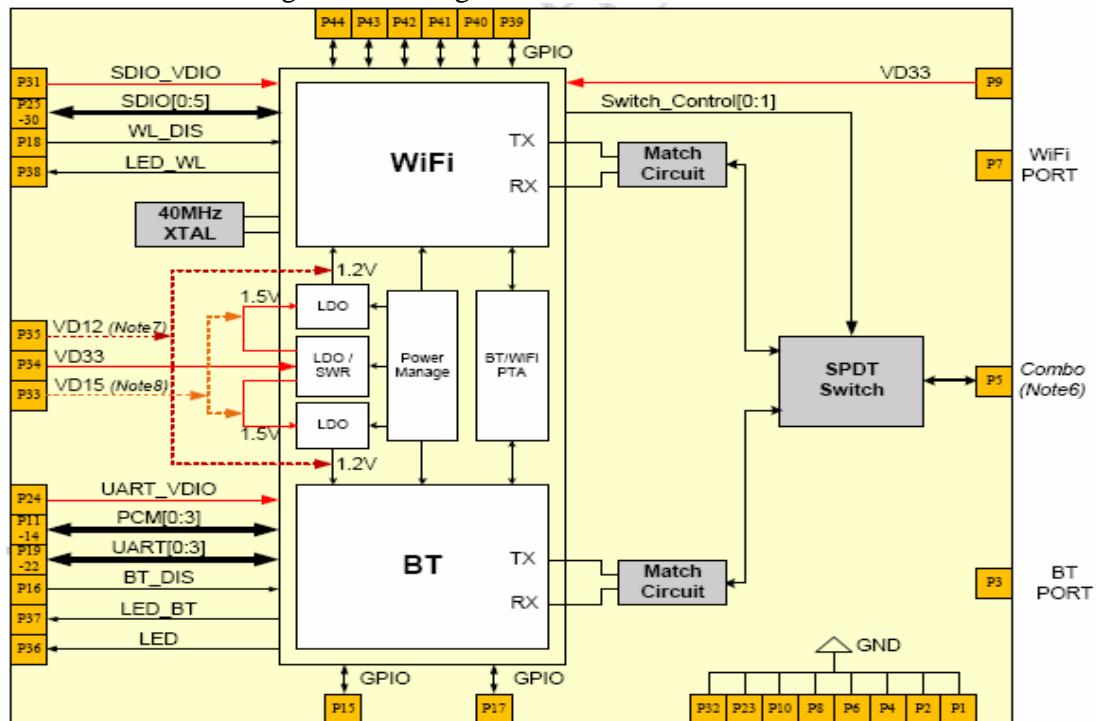 P44 P43 P42 P41 P40 P39
GPIO
P31 SDIO_VDIO
VD33 P9
P25
-30
SDIO[0:5]
Switch_Control[0:1]
P18 WL_DIS
P38 LED_WL
WiFi
TX
RX
Match
Circuit
P7
WiFi
PORT
40MHz
XTAL
1.2V
1.5V
LDO
P35 VD12 (Note7)
P34 VD33
P33 VD15 (Note8)
LDO /
SWR
Power
Manage
BT/WIFI
PTA
SPDT
Switch
P5
Combo
(Note6)
LDO
1.5V
1.2V
P24 UART_VDIO
P11
-14
PCM[0:3]
P19
-22
UART[0:3]
P16 BT_DIS
P37 LED_BT
P36 LED
BT
TX
RX
Match
Circuit
P3
BT
PORT
GND
GPIO GPIO
P15 P17
P32 P23 P10 P8 P6 P4 P2 P1